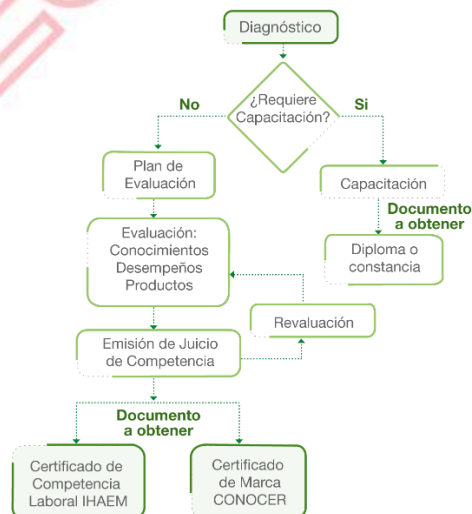 Diagnóstico
¿Requiere
Capacitación?
No
Si
Plan de
Evaluación
Capacitación
Documento
a obtener
Diploma o
constancia
Evaluación:
Conocimientos
Desempeños
Productos
Revaluación
Emisión de Juicio
de Competencia
Documento
a obtener
Certificado de
Competencia
Laboral IHAEM
Certificado
de Marca
CONOCER